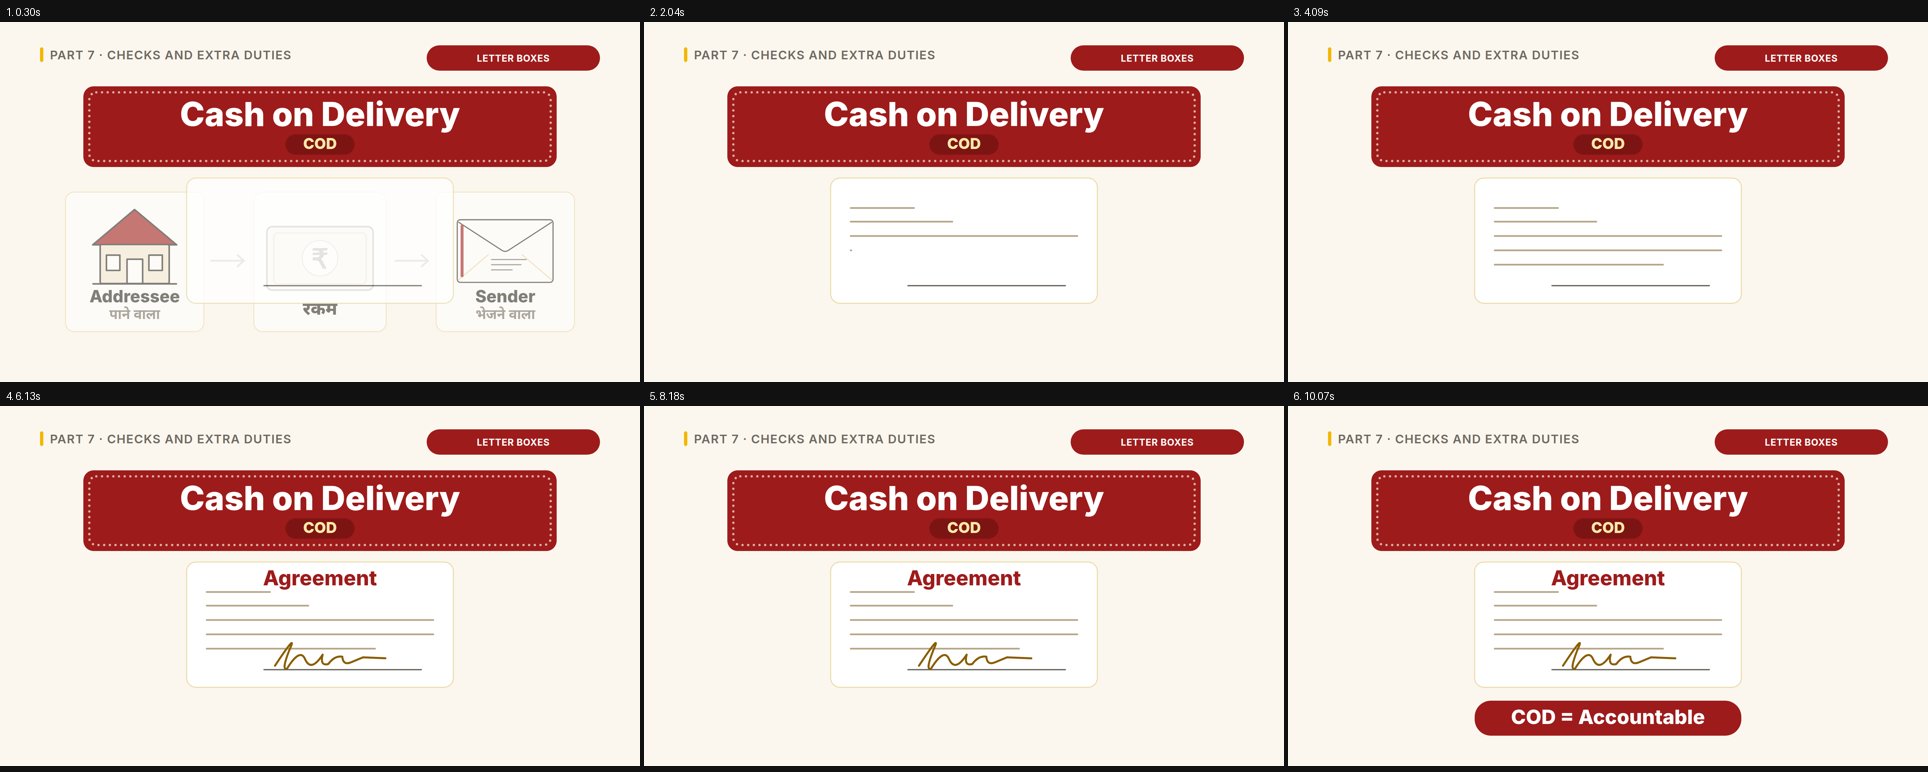 1. 0.30s
PART 7 · CHECKS AND EXTRA DUTIES
LETTER BOXES
Cash on Delivery
COD
₹
Addressee
पाने वाला
रकम
Sender
भेजने वाला
2. 2.04s
PART 7 · CHECKS AND EXTRA DUTIES
LETTER BOXES
Cash on Delivery
COD
3. 4.09s
PART 7 · CHECKS AND EXTRA DUTIES
LETTER BOXES
Cash on Delivery
COD
4. 6.13s
PART 7 · CHECKS AND EXTRA DUTIES
LETTER BOXES
Cash on Delivery
COD
Agreement
5. 8.18s
PART 7 · CHECKS AND EXTRA DUTIES
LETTER BOXES
Cash on Delivery
COD
Agreement
6. 10.07s
PART 7 · CHECKS AND EXTRA DUTIES
LETTER BOXES
Cash on Delivery
COD
Agreement
COD = Accountable